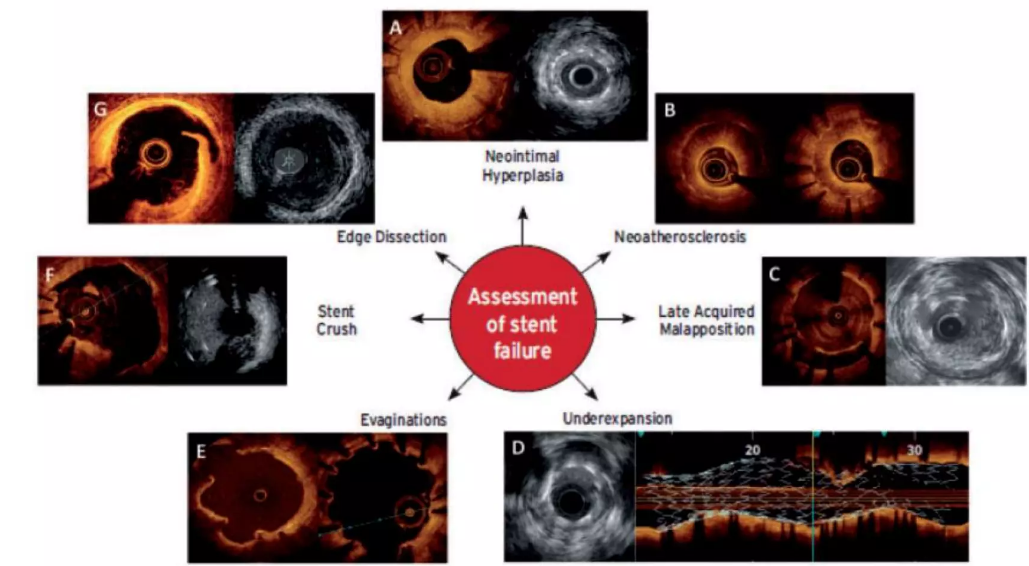 A
G
B
Neointimal
Hyperplasia
Edge Dissection
Neoatherosclerosis
F
C
Stent
Crush
Assessment
of stent
failure
Late Acquired
Malapposition
Evaginations
Underexpansion
E
D
20
30